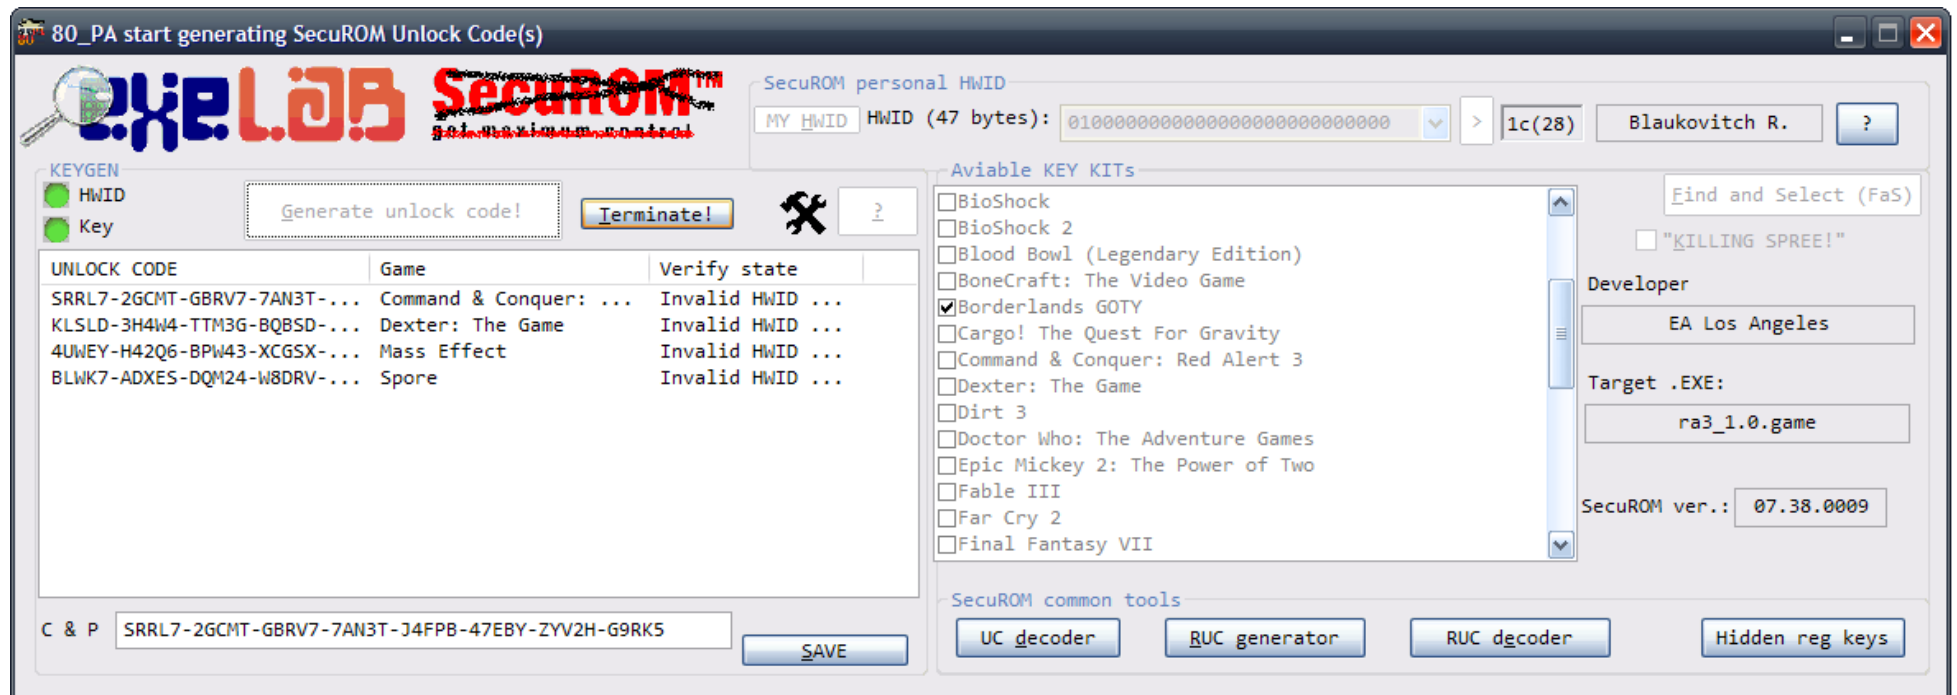 80_PA start generating SecuROM Unlock Code(s)
exeLAB
SecuROM™
SecuROM personal HWID
MY HWID HWID (47 bytes): 0100000000000000000000000000 > 1c(28) Blaukovitch R. ?
KEYGEN
HWID
Key
Generate unlock code!
Terminate!
?
UNLOCK CODE Game Verify state
SRRL7-2GCMT-GBRV7-7AN3T-... Command & Conquer: ... Invalid HWID ...
KLSLD-3H4W4-TTM3G-BQBSD-... Dexter: The Game Invalid HWID ...
4UWEY-H42Q6-BPW43-XCGSX-... Mass Effect Invalid HWID ...
BLWK7-ADXES-DQM24-W8DRV-... Spore Invalid HWID ...
C & P SRRL7-2GCMT-GBRV7-7AN3T-J4FPB-47EBY-ZYV2H-G9RK5
SAVE
Aviable KEY KITs
BioShock
BioShock 2
Blood Bowl (Legendary Edition)
BoneCraft: The Video Game
Borderlands GOTY
Cargo! The Quest For Gravity
Command & Conquer: Red Alert 3
Dexter: The Game
Dirt 3
Doctor Who: The Adventure Games
Epic Mickey 2: The Power of Two
Fable III
Far Cry 2
Final Fantasy VII
Find and Select (FaS)
"KILLING SPREE!"
Developer
EA Los Angeles
Target .EXE:
ra3_1.0.game
SecuROM ver.: 07.38.0009
SecuROM common tools
UC decoder RUC generator RUC decoder Hidden reg keys